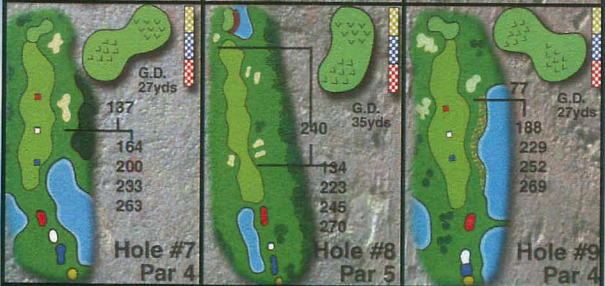 G.D.
27yds
137
164
200
233
263
Hole #7
Par 4
G.D.
35yds
240
134
223
245
270
Hole #8
Par 5
G.D.
27yds
77
188
229
252
269
Hole #9
Par 4